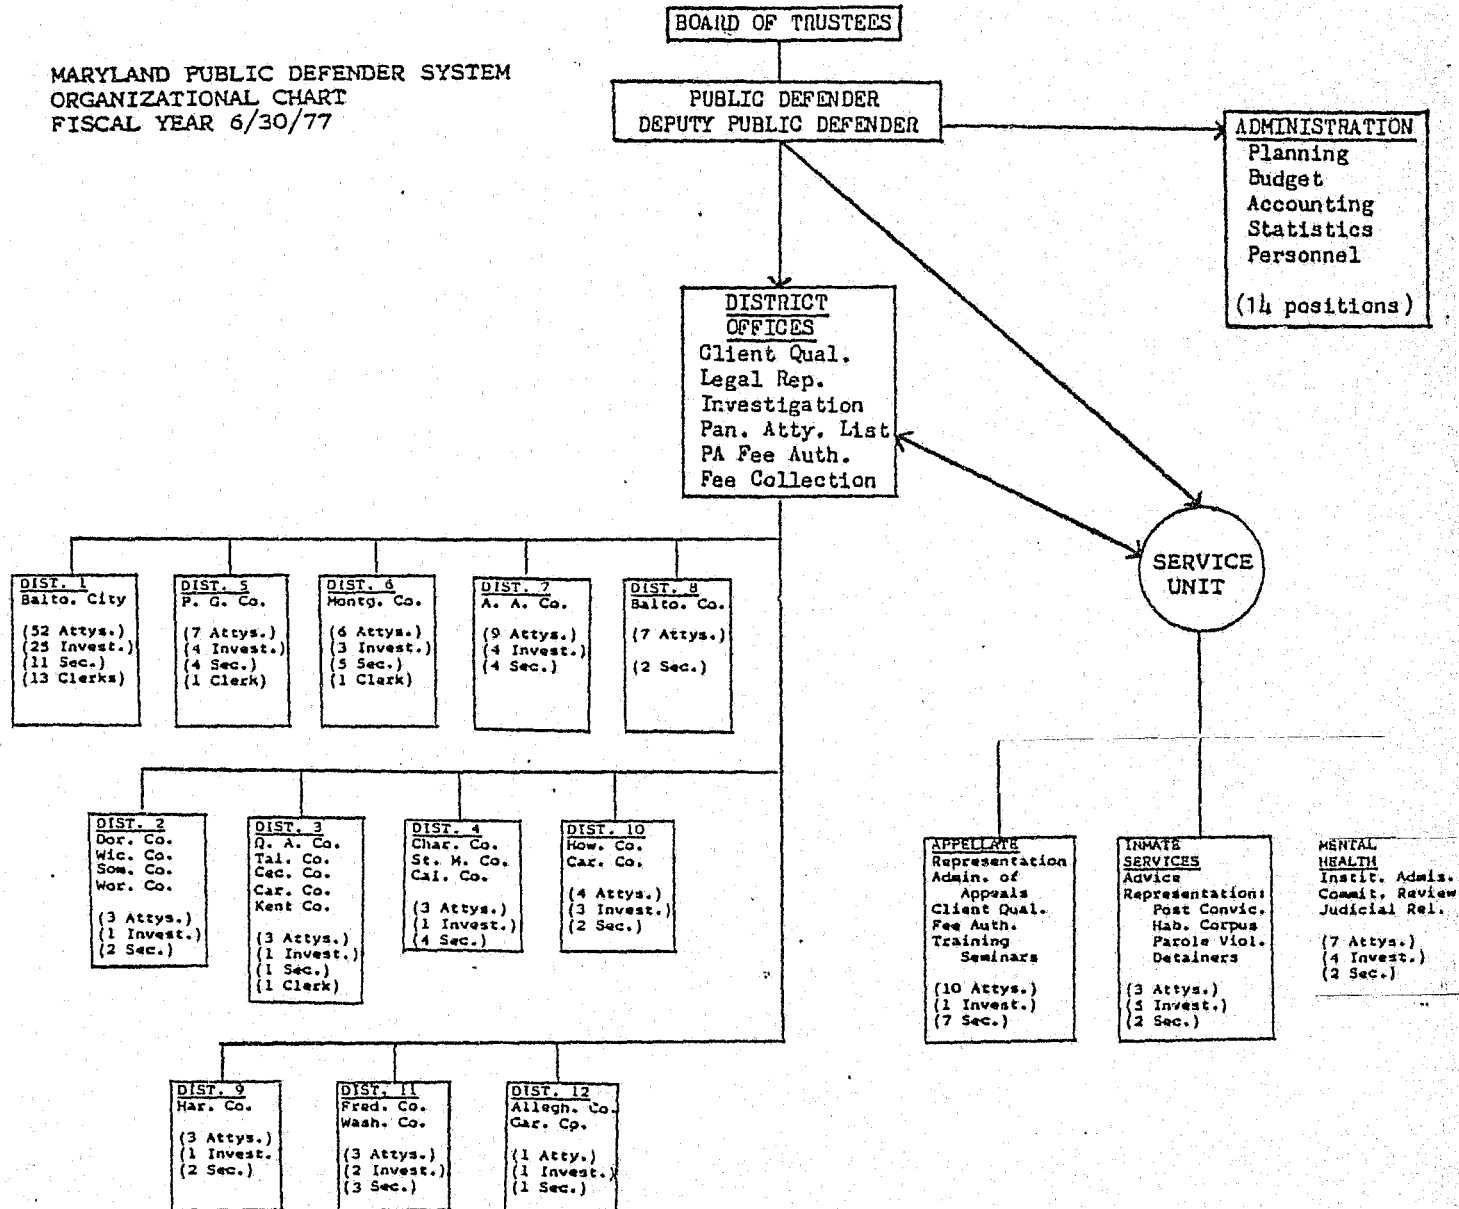 BOARD OF TRUSTEES
MARYLAND PUBLIC DEFENDER SYSTEM
ORGANIZATIONAL CHART
FISCAL YEAR 6/30/77
PUBLIC DEFENDER
DEPUTY PUBLIC DEFENDER
ADMINISTRATION
Planning
Budget
Accounting
Statistics
Personnel
(14 positions)
DISTRICT
OFFICES
Client Qual.
Legal Rep.
Investigation
Pan. Atty. List
PA Fee Auth.
Fee Collection
SERVICE
UNIT
DIST. 1
Balto. City
(52 Attys.)
(25 Invest.)
(11 Sec.)
(13 Clerks)
DIST. 5
P. G. Co.
(7 Attys.)
(4 Invest.)
(4 Sec.)
(1 Clerk)
DIST. 6
Montg. Co.
(6 Attys.)
(3 Invest.)
(5 Sec.)
(1 Clerk)
DIST. 7
A. A. Co.
(9 Attys.)
(4 Invest.)
(4 Sec.)
DIST. 8
Balto. Co.
(7 Attys.)
(2 Sec.)
DIST. 2
Dor. Co.
Wic. Co.
Som. Co.
Wor. Co.
(3 Attys.)
(1 Invest.)
(2 Sec.)
DIST. 3
Q. A. Co.
Tal. Co.
Cec. Co.
Car. Co.
Kent Co.
(3 Attys.)
(1 Invest.)
(1 Sec.)
(1 Clerk)
DIST. 4
Char. Co.
St. M. Co.
Cal. Co.
(3 Attys.)
(1 Invest.)
(4 Sec.)
DIST. 10
How. Co.
Car. Co.
(4 Attys.)
(3 Invest.)
(2 Sec.)
APPELLATE
Representation
Admin. of
Appeals
Client Qual.
Fee Auth.
Training
Seminars
(10 Attys.)
(1 Invest.)
(7 Sec.)
INMATE
SERVICES
Advice
Representation:
Post Convic.
Hab. Corpus
Parole Viol.
Detainers
(3 Attys.)
(5 Invest.)
(2 Sec.)
MENTAL
HEALTH
Instit. Admis.
Commit. Review
Judicial Rel.
(7 Attys.)
(4 Invest.)
(2 Sec.)
DIST. 9
Har. Co.
(3 Attys.)
(1 Invest.
(2 Sec.)
DIST. 11
Fred. Co.
Wash. Co.
(3 Attys.)
(2 Invest.)
(3 Sec.)
DIST. 12
Allegh. Co.
Gar. Co.
(1 Atty.)
(1 Invest.)
(1 Sec.)